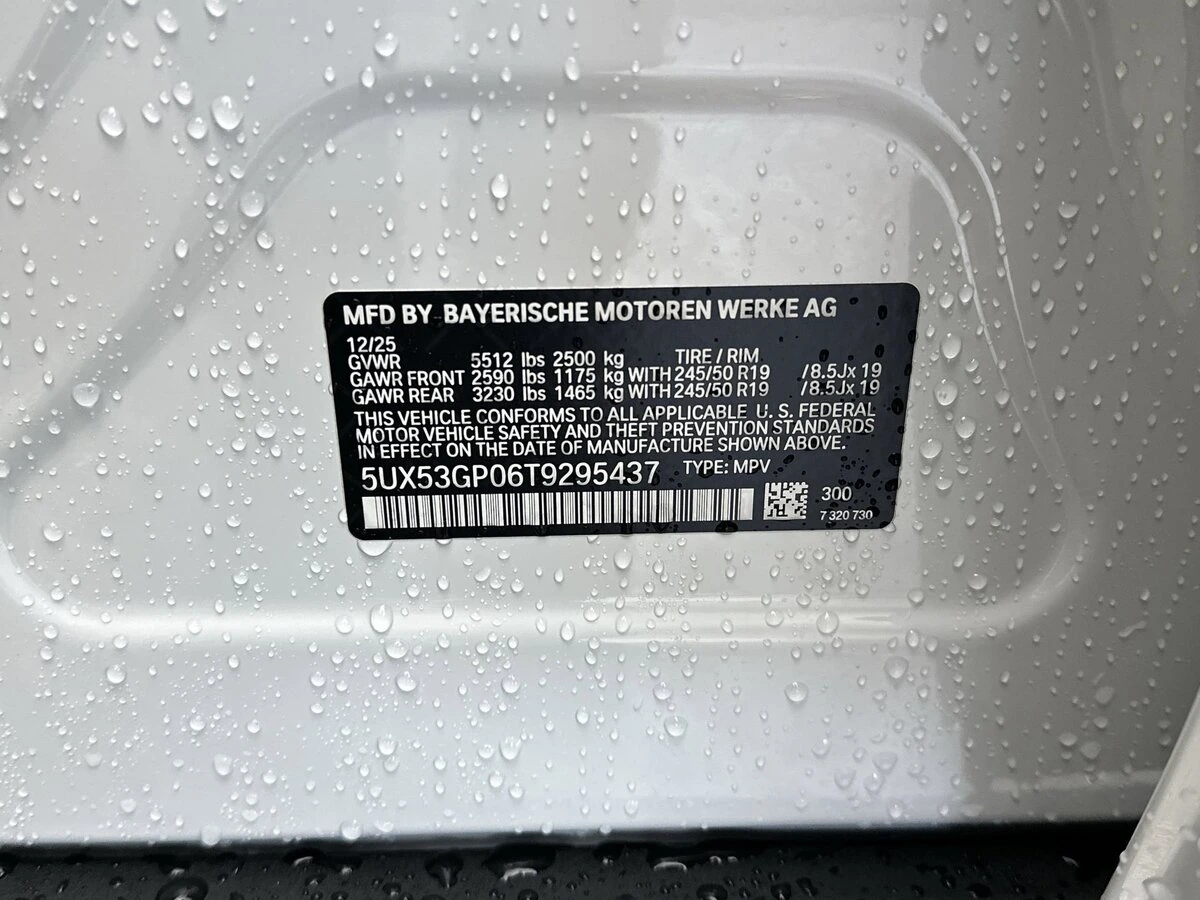 MFD BY BAYERISCHE MOTOREN WERKE AG
12/25
GVWR 5512 lbs 2500 kg TIRE / RIM
GAWR FRONT 2590 lbs 1175 kg WITH 245/50 R19 /8.5Jx 19
GAWR REAR 3230 lbs 1465 kg WITH 245/50 R19 /8.5Jx 19
THIS VEHICLE CONFORMS TO ALL APPLICABLE U. S. FEDERAL
MOTOR VEHICLE SAFETY AND THEFT PREVENTION STANDARDS
IN EFFECT ON THE DATE OF MANUFACTURE SHOWN ABOVE.
5UX53GP06T9295437 TYPE: MPV
300
7 320 730